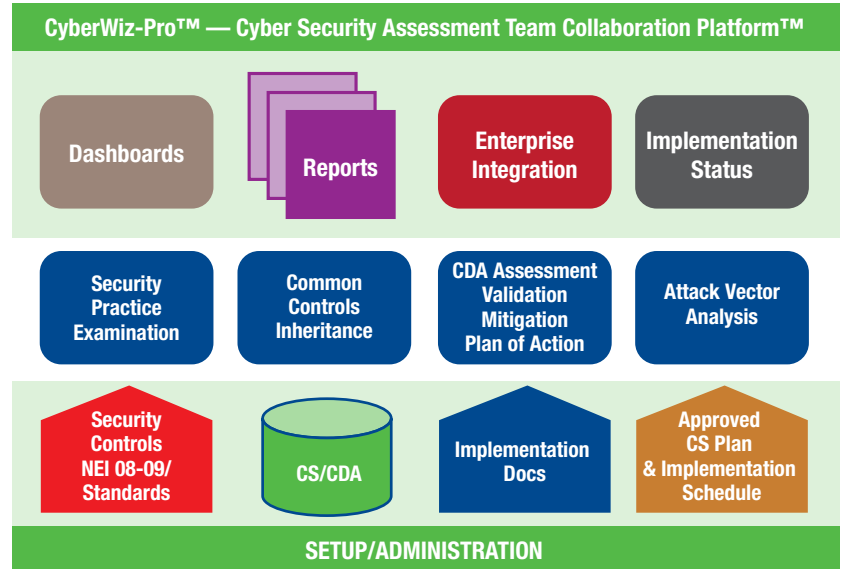 CyberWiz-Pro™ — Cyber Security Assessment Team Collaboration Platform™
Dashboards
Reports
Enterprise
Integration
Implementation
Status
Security
Practice
Examination
Common
Controls
Inheritance
CDA Assessment
Validation
Mitigation
Plan of Action
Attack Vector
Analysis
Security
Controls
NEI 08-09/
Standards
CS/CDA
Implementation
Docs
Approved
CS Plan
& Implementation
Schedule
SETUP/ADMINISTRATION